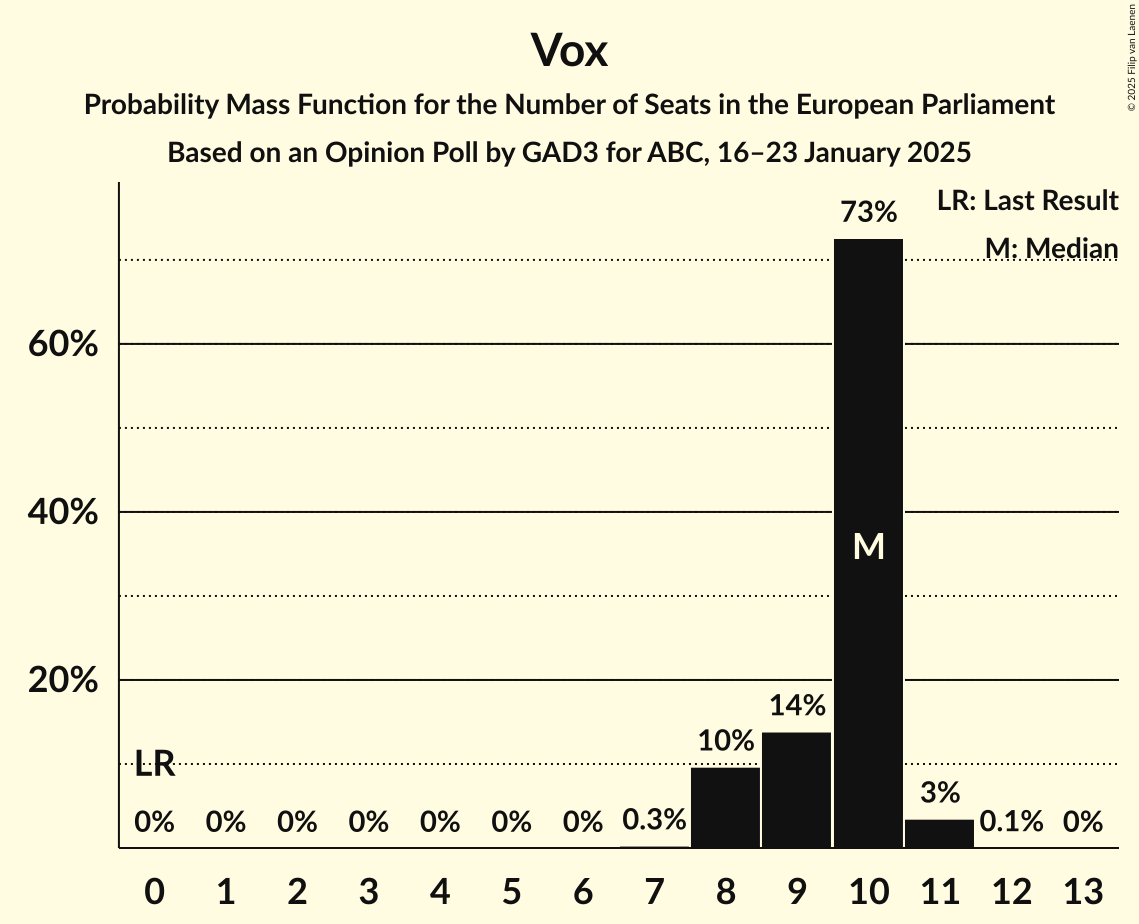 Vox
Probability Mass Function for the Number of Seats in the European Parliament
Based on an Opinion Poll by GAD3 for ABC, 16–23 January 2025
© 2025 Filip van Laenen
LR: Last Result
M: Median
73%
60%
40%
20%
M
14%
10%
LR
3%
0% 0% 0% 0% 0% 0% 0% 0.3% 0.1% 0%
0 1 2 3 4 5 6 7 8 9 10 11 12 13